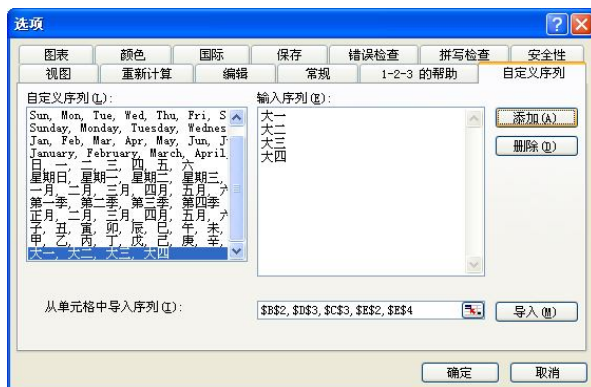 选项
图表 颜色 国际 保存 错误检查 拼写检查 安全性
视图 重新计算 编辑 常规 1-2-3 的帮助 自定义序列
自定义序列(L): 输入序列(E):
Sun, Mon, Tue, Wed, Thu, Fri, S
Sunday, Monday, Tuesday, Wednes
Jan, Feb, Mar, Apr, May, Jun, J
January, February, March, April
日, 一, 二, 三, 四, 五, 六
星期日, 星期一, 星期二, 星期三,
一月, 二月, 三月, 四月, 五月, 六
第一季, 第二季, 第三季, 第四季
正月, 二月, 三月, 四月, 五月, 六
子, 丑, 寅, 卯, 辰, 巳, 午, 未,
甲, 乙, 丙, 丁, 戊, 己, 庚, 辛,
大一, 大二, 大三, 大四
大一
大二
大三
大四
添加(A)
删除(D)
从单元格中导入序列(I): $B$2,$D$3,$C$3,$E$2,$E$4 导入(M)
确定 取消